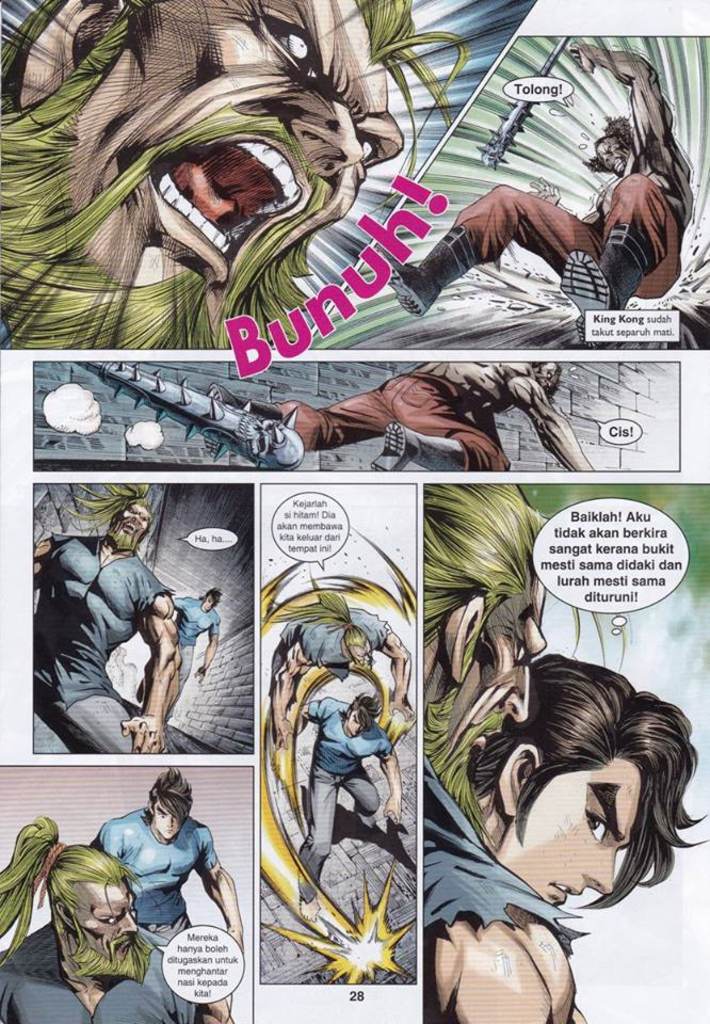 Tolong!
Bunuh!
King Kong sudah
takut separuh mati.
Cis!
Ha, ha....
Kejarlah
si hitam! Dia
akan membawa
kita keluar dari
tempat ini!
Baiklah! Aku
tidak akan berkira
sangat kerana bukit
mesti sama didaki dan
lurah mesti sama
dituruni!
Mereka
hanya boleh
ditugaskan untuk
menghantar
nasi kepada
kita!
28